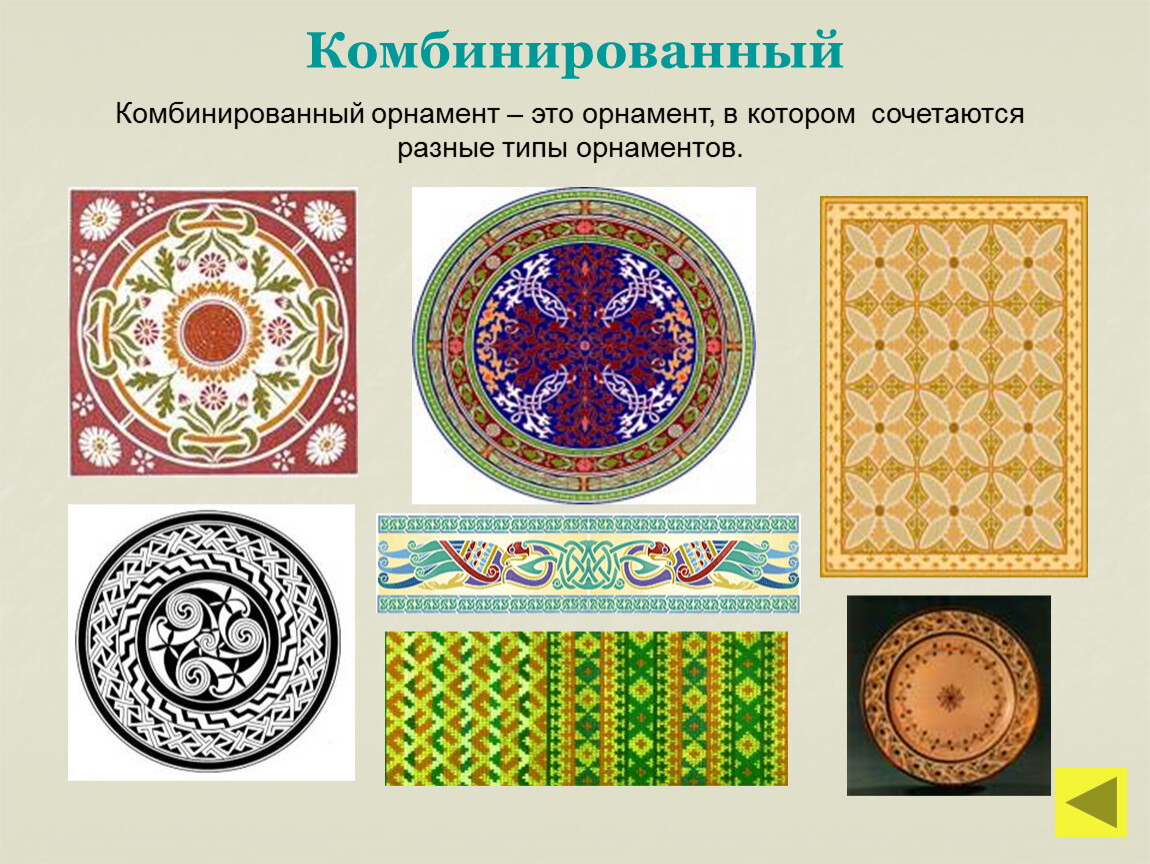 Комбинированный
Комбинированный орнамент – это орнамент, в котором сочетаются
разные типы орнаментов.